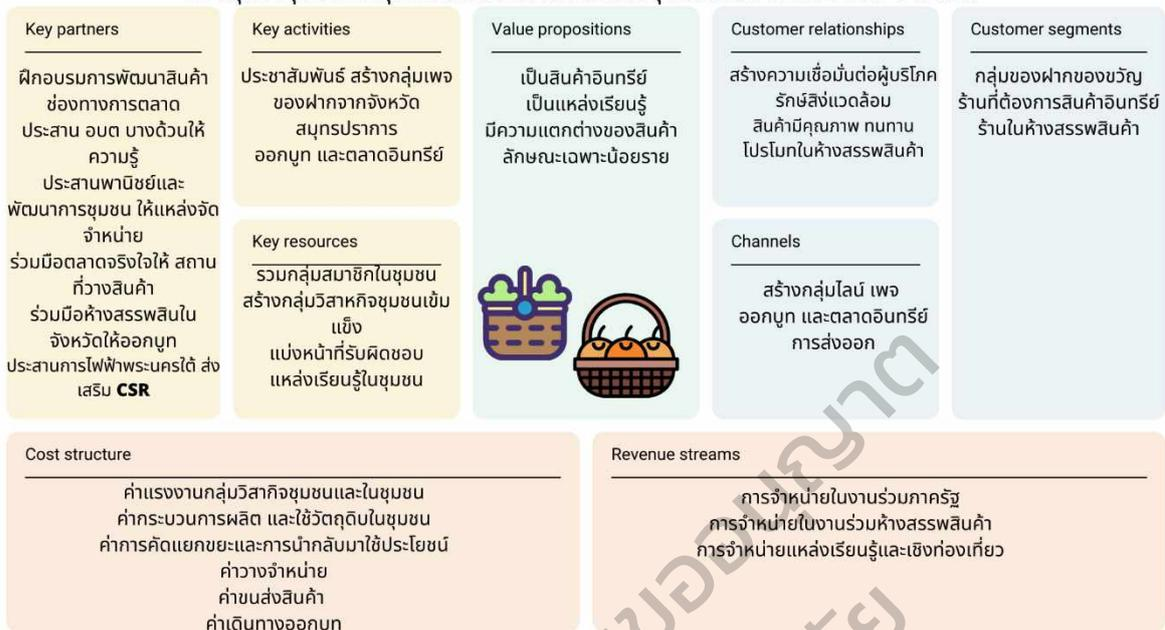 Key partners
ฝึกอบรมการพัฒนาสินค้า
ช่องทางการตลาด
ประสาน อบต บางด้วนให้
ความรู้
ประสานพานิชย์และ
พัฒนาการชุมชน ให้แหล่งจัด
จำหน่าย
ร่วมมือตลาดจริงใจให้ สถาน
ที่วางสินค้า
ร่วมมือห้างสรรพสินใน
จังหวัดให้ออกบูท
ประสานการไฟฟ้าพระนครใต้ ส่ง
เสริม CSR
Key activities
ประชาสัมพันธ์ สร้างกลุ่มเพจ
ของฝากจากจังหวัด
สมุทรปราการ
ออกบูท และตลาดอินทรีย์
Key resources
รวมกลุ่มสมาชิกในชุมชน
สร้างกลุ่มวิสาหกิจชุมชนเข้ม
แข็ง
แบ่งหน้าที่รับผิดชอบ
แหล่งเรียนรู้ในชุมชน
Value propositions
เป็นสินค้าอินทรีย์
เป็นแหล่งเรียนรู้
มีความแตกต่างของสินค้า
ลักษณะเฉพาะน้อยราย
Customer relationships
สร้างความเชื่อมั่นต่อผู้บริโภค
รักษ์สิ่งแวดล้อม
สินค้ามีคุณภาพ ทนทาน
โปรโมทในห้างสรรพสินค้า
Channels
สร้างกลุ่มไลน์ เพจ
ออกบูท และตลาดอินทรีย์
การส่งออก
Customer segments
กลุ่มของฝากของขวัญ
ร้านที่ต้องการสินค้าอินทรีย์
ร้านในห้างสรรพสินค้า
Cost structure
ค่าแรงงานกลุ่มวิสากิจชุมชนและในชุมชน
ค่ากระบวนการผลิต และใช้วัตถุดิบในชุมชน
ค่าการคัดแยกขยะและการนำกลับมาใช้ประโยชน์
ค่าวางจำหน่าย
ค่าขนส่งสินค้า
ค่าเดินทางออกบูท
Revenue streams
การจำหน่ายในงานร่วมภาครัฐ
การจำหน่ายในงานร่วมห้างสรรพสินค้า
การจำหน่ายแหล่งเรียนรู้และเชิงท่องเที่ยว